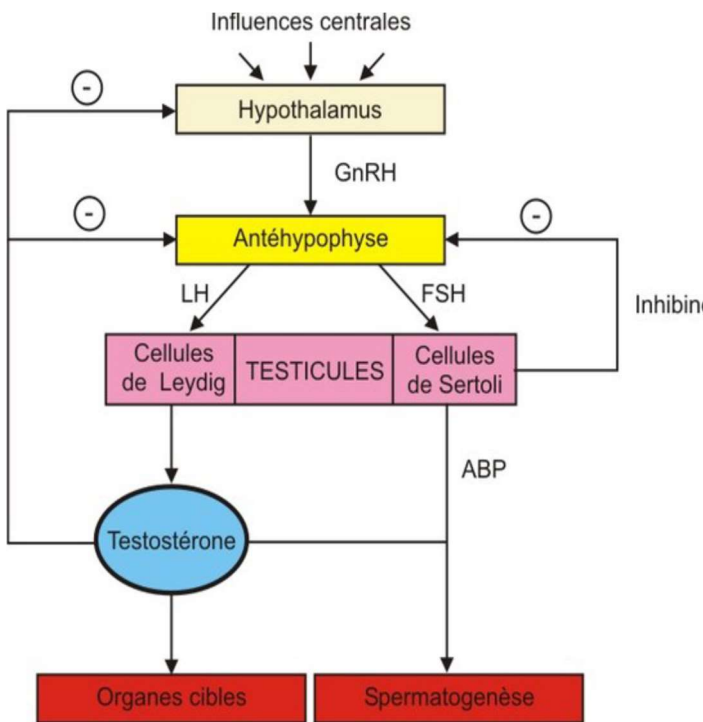 Influences centrales
-
Hypothalamus
GnRH
-
-
Antéhypophyse
LH
FSH
Cellules
de Leydig
TESTICULES
Cellules
de Sertoli
ABP
Testostérone
Organes cibles
Spermatogenèse